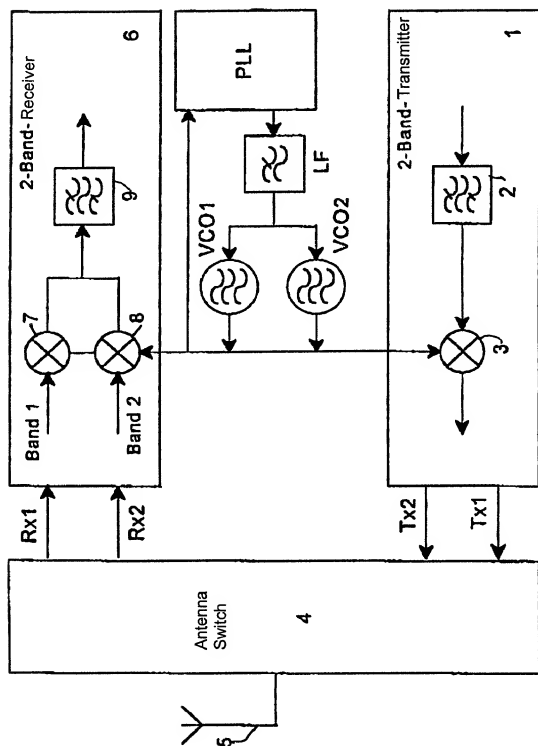 2-Band-Receiver
6
Band 1
Band 2
7
8
9
Rx1
Rx2
PLL
LF
VCO1
VCO2
2-Band-Transmitter
1
2
3
Tx2
Tx1
Antenna
Switch
4
5